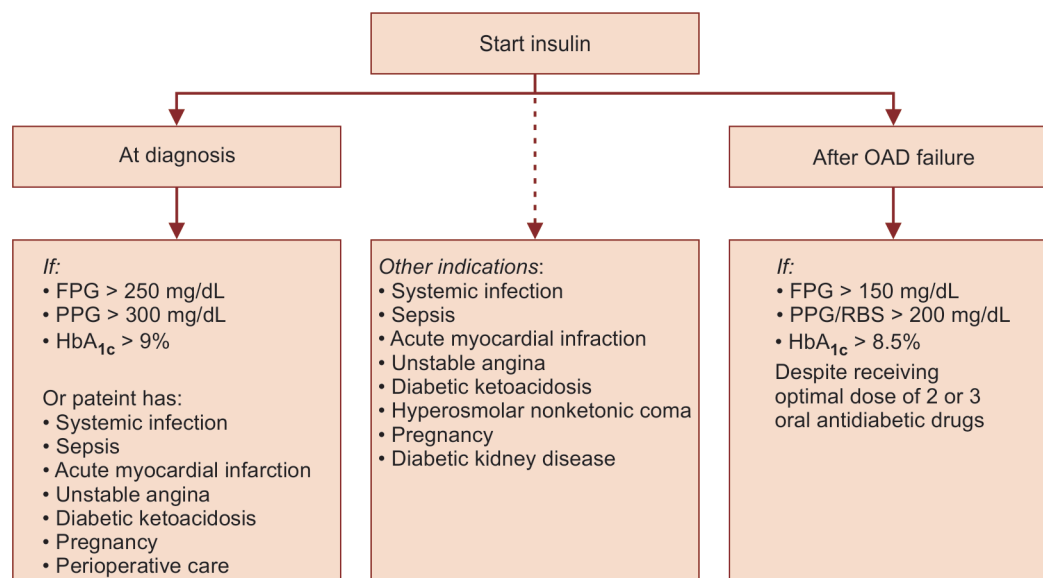 Start insulin
At diagnosis
After OAD failure
If:
• FPG > 250 mg/dL
• PPG > 300 mg/dL
• HbA1c > 9%
Or pateint has:
• Systemic infection
• Sepsis
• Acute myocardial infarction
• Unstable angina
• Diabetic ketoacidosis
• Pregnancy
• Perioperative care
Other indications:
• Systemic infection
• Sepsis
• Acute myocardial infraction
• Unstable angina
• Diabetic ketoacidosis
• Hyperosmolar nonketonic coma
• Pregnancy
• Diabetic kidney disease
If:
• FPG > 150 mg/dL
• PPG/RBS > 200 mg/dL
• HbA1c > 8.5%
Despite receiving
optimal dose of 2 or 3
oral antidiabetic drugs